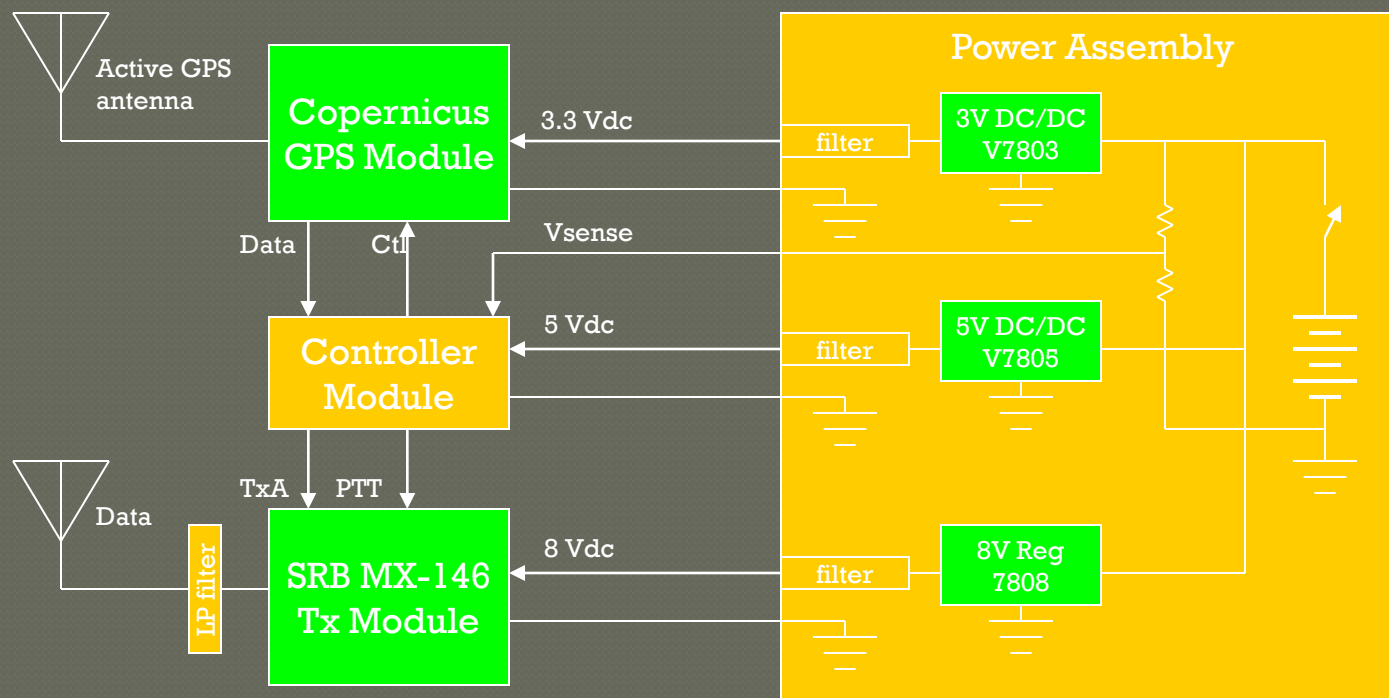 Power Assembly
Active GPS
antenna
Copernicus
GPS Module
3.3 Vdc
filter
3V DC/DC
V7803
Data
Ctl
Vsense
Controller
Module
5 Vdc
filter
5V DC/DC
V7805
TxA
PTT
Data
LP filter
SRB MX-146
Tx Module
8 Vdc
filter
8V Reg
7808